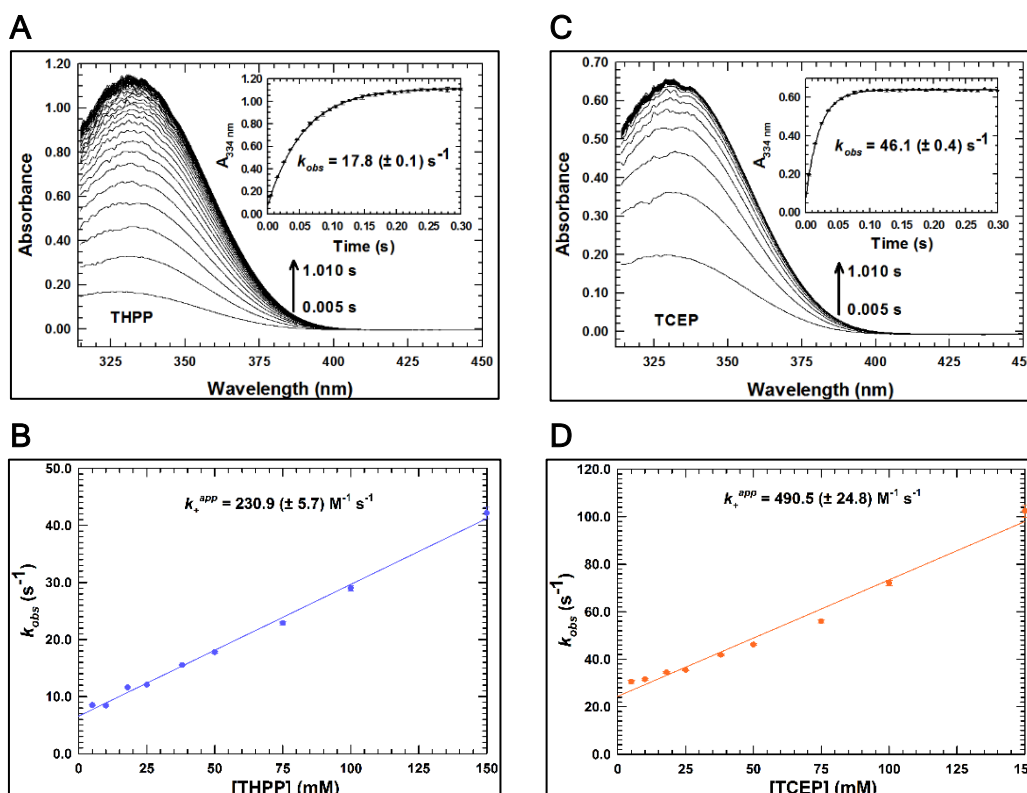 A
1.20
1.00
0.80
0.60
0.40
0.20
0.00
Absorbance
325 350 375 400 425 450
Wavelength (nm)
THPP
1.010 s
0.005 s
1.20
1.00
0.80
0.60
0.40
0.20
0.00
A334 nm
kobs = 17.8 (± 0.1) s-1
0.00 0.05 0.10 0.15 0.20 0.25 0.30
Time (s)
C
0.70
0.60
0.50
0.40
0.30
0.20
0.10
0.00
Absorbance
325 350 375 400 425 450
Wavelength (nm)
TCEP
1.010 s
0.005 s
0.60
0.40
0.20
0.00
A334 nm
kobs = 46.1 (± 0.4) s-1
0.00 0.05 0.10 0.15 0.20 0.25 0.30
Time (s)
B
50.0
40.0
30.0
20.0
10.0
0.0
kobs (s-1)
k+app = 230.9 (± 5.7) M-1 s-1
0 25 50 75 100 125 150
[THPP] (mM)
D
120.0
100.0
80.0
60.0
40.0
20.0
0.0
kobs (s-1)
k+app = 490.5 (± 24.8) M-1 s-1
0 25 50 75 100 125
[TCEP] (mM)